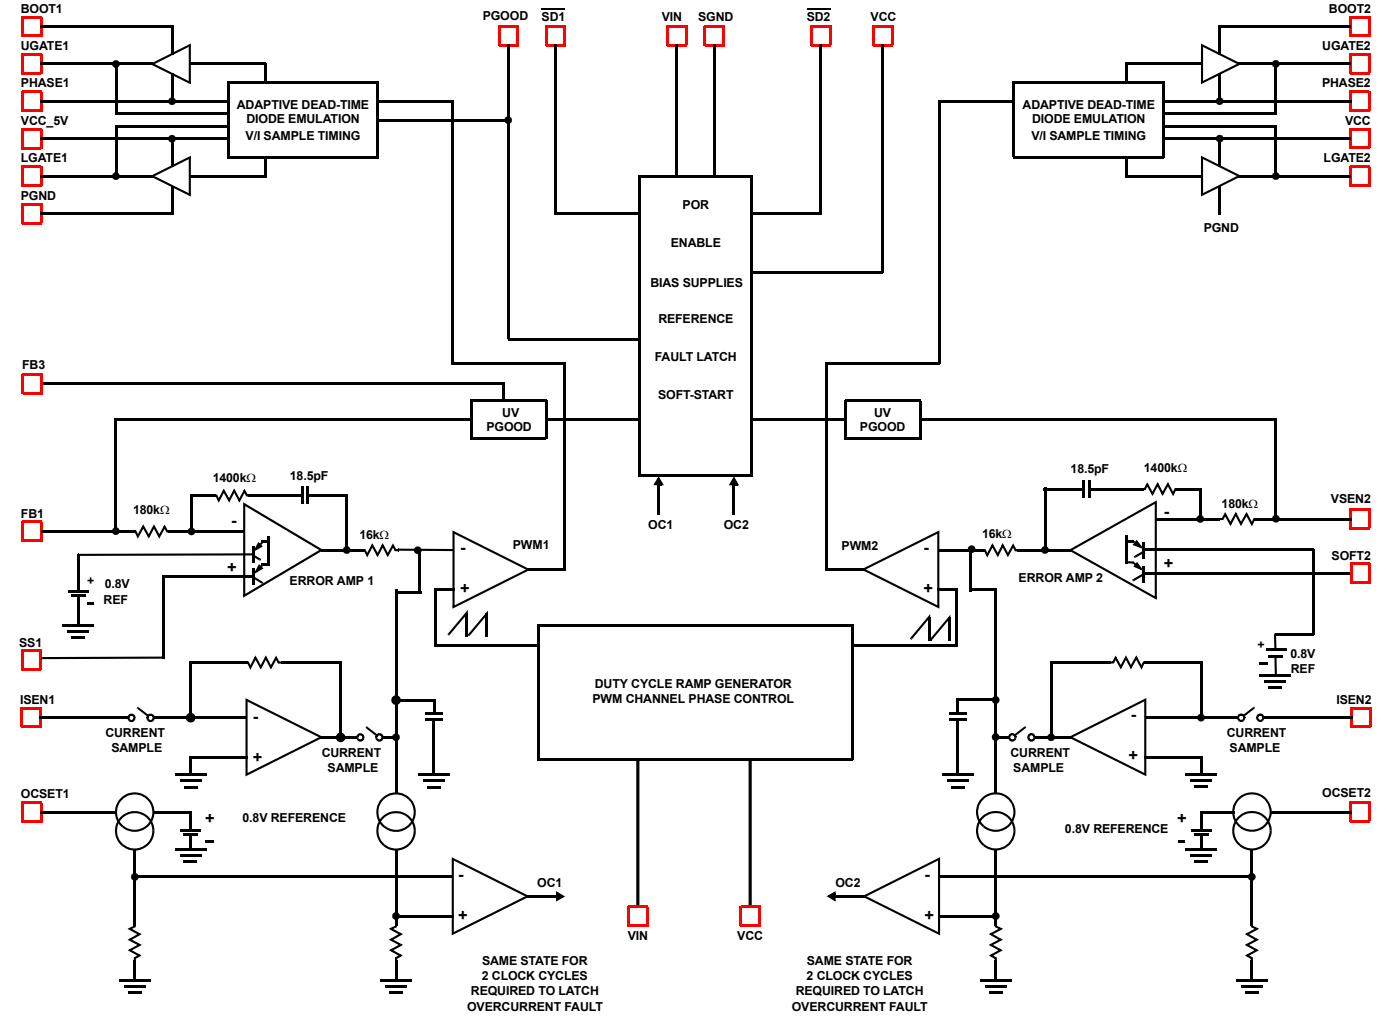 BOOT1
UGATE1
PHASE1
VCC_5V
LGATE1
PGND
ADAPTIVE DEAD-TIME
DIODE EMULATION
V/I SAMPLE TIMING
PGOOD
SD1
VIN
SGND
SD2
VCC
BOOT2
UGATE2
PHASE2
VCC
LGATE2
PGND
ADAPTIVE DEAD-TIME
DIODE EMULATION
V/I SAMPLE TIMING
POR
ENABLE
BIAS SUPPLIES
REFERENCE
FAULT LATCH
SOFT-START
OC1
OC2
FB3
UV
PGOOD
UV
PGOOD
1400kΩ
18.5pF
180kΩ
FB1
-
+
16kΩ
ERROR AMP 1
+
-
0.8V
REF
SS1
-
+
PWM1
PWM2
-
+
16kΩ
18.5pF
1400kΩ
180kΩ
VSEN2
SOFT2
-
+
ERROR AMP 2
+
-
0.8V
REF
DUTY CYCLE RAMP GENERATOR
PWM CHANNEL PHASE CONTROL
ISEN1
CURRENT
SAMPLE
-
+
CURRENT
SAMPLE
CURRENT
SAMPLE
-
+
CURRENT
SAMPLE
ISEN2
OCSET1
+
-
0.8V REFERENCE
0.8V REFERENCE
+
-
OCSET2
-
+
OC1
OC2
-
+
VIN
VCC
SAME STATE FOR
2 CLOCK CYCLES
REQUIRED TO LATCH
OVERCURRENT FAULT
SAME STATE FOR
2 CLOCK CYCLES
REQUIRED TO LATCH
OVERCURRENT FAULT